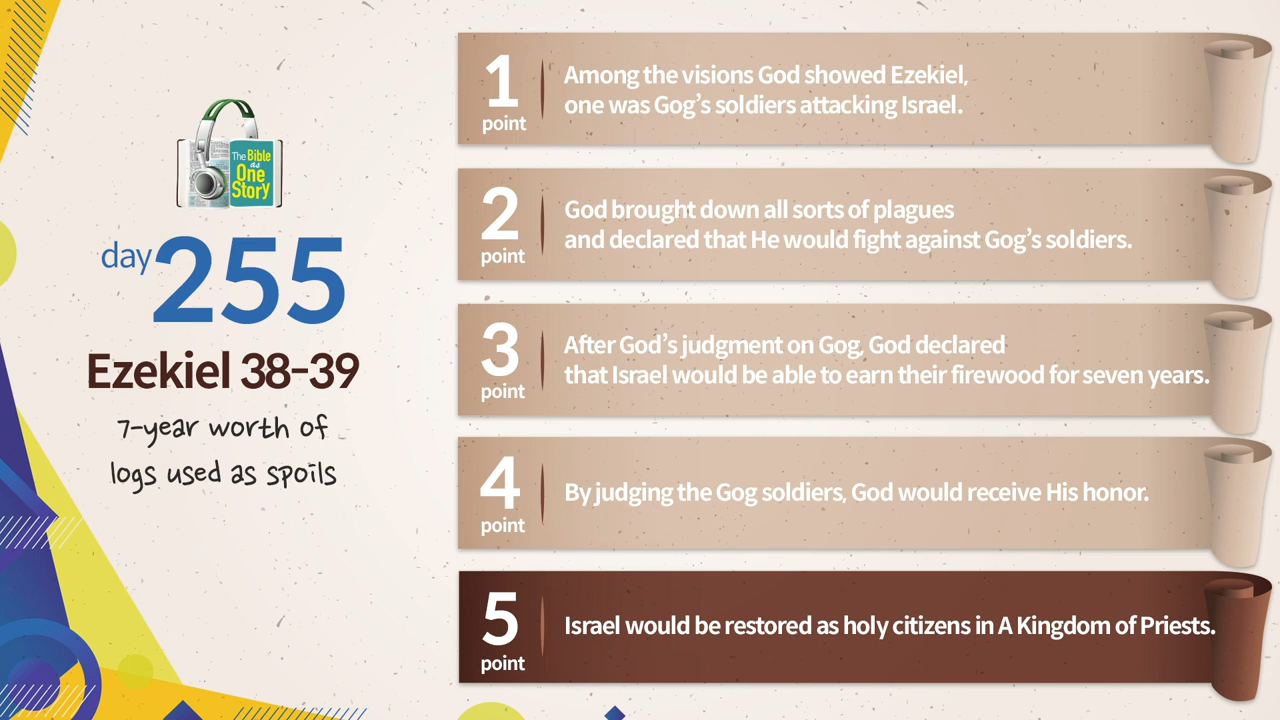 The Bible
as
One
Story
day 255
Ezekiel 38-39
7-year worth of
logs used as spoils
1
point
Among the visions God showed Ezekiel,
one was Gog's soldiers attacking Israel.
2
point
God brought down all sorts of plagues
and declared that He would fight against Gog's soldiers.
3
point
After God's judgment on Gog, God declared
that Israel would be able to earn their firewood for seven years.
4
point
By judging the Gog soldiers, God would receive His honor.
5
point
Israel would be restored as holy citizens in A Kingdom of Priests.